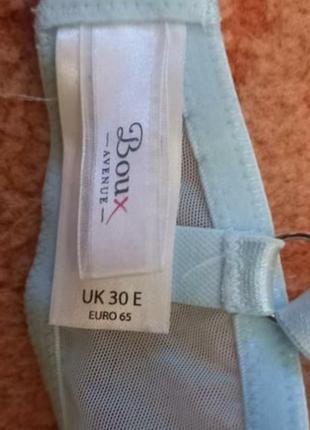 Boux
— AVENUE —
UK 30 E
EURO 65